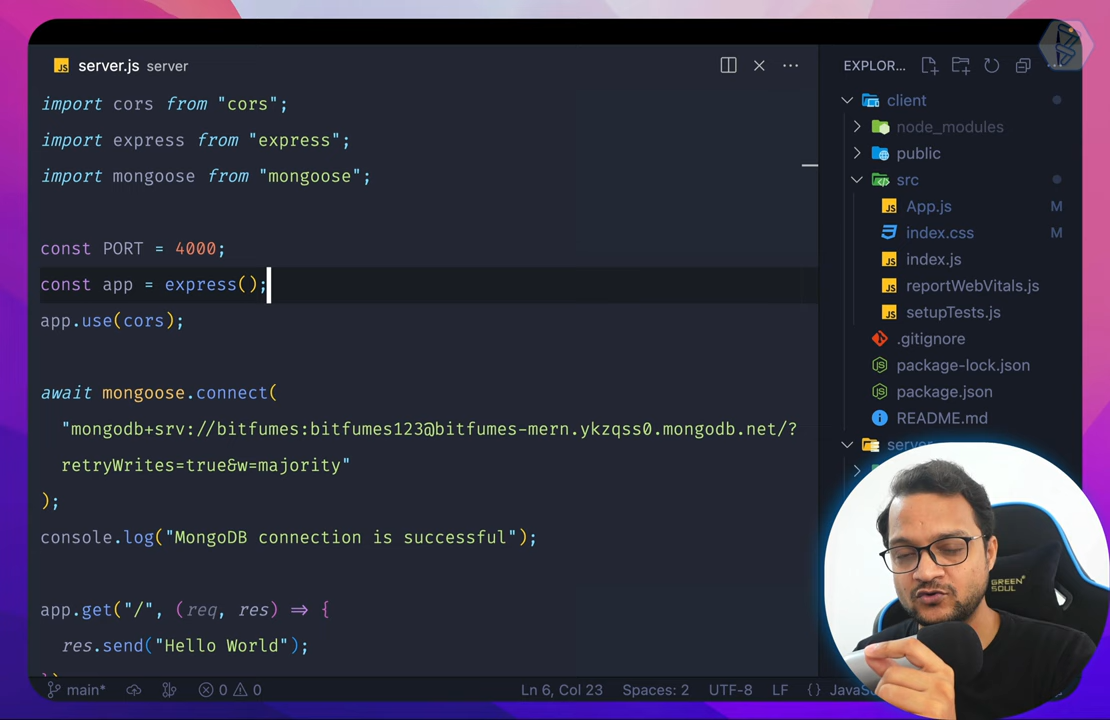 server.js server
import cors from "cors";
import express from "express";
import mongoose from "mongoose";
const PORT = 4000;
const app = express();
app.use(cors);
await mongoose.connect(
"mongodb+srv://bitfumes:bitfumes123@bitfumes-mern.ykzqss0.mongodb.net/?
retryWrites=true&w=majority"
);
console.log("MongoDB connection is successful");
app.get("/", (req, res) => {
res.send("Hello World");
EXPLOR...
client
node_modules
public
src
App.js M
index.css M
index.js
reportWebVitals.js
setupTests.js
.gitignore
package-lock.json
package.json
README.md
server
GREEN
SOUL
main* 0 0 Ln 6, Col 23 Spaces: 2 UTF-8 LF {}